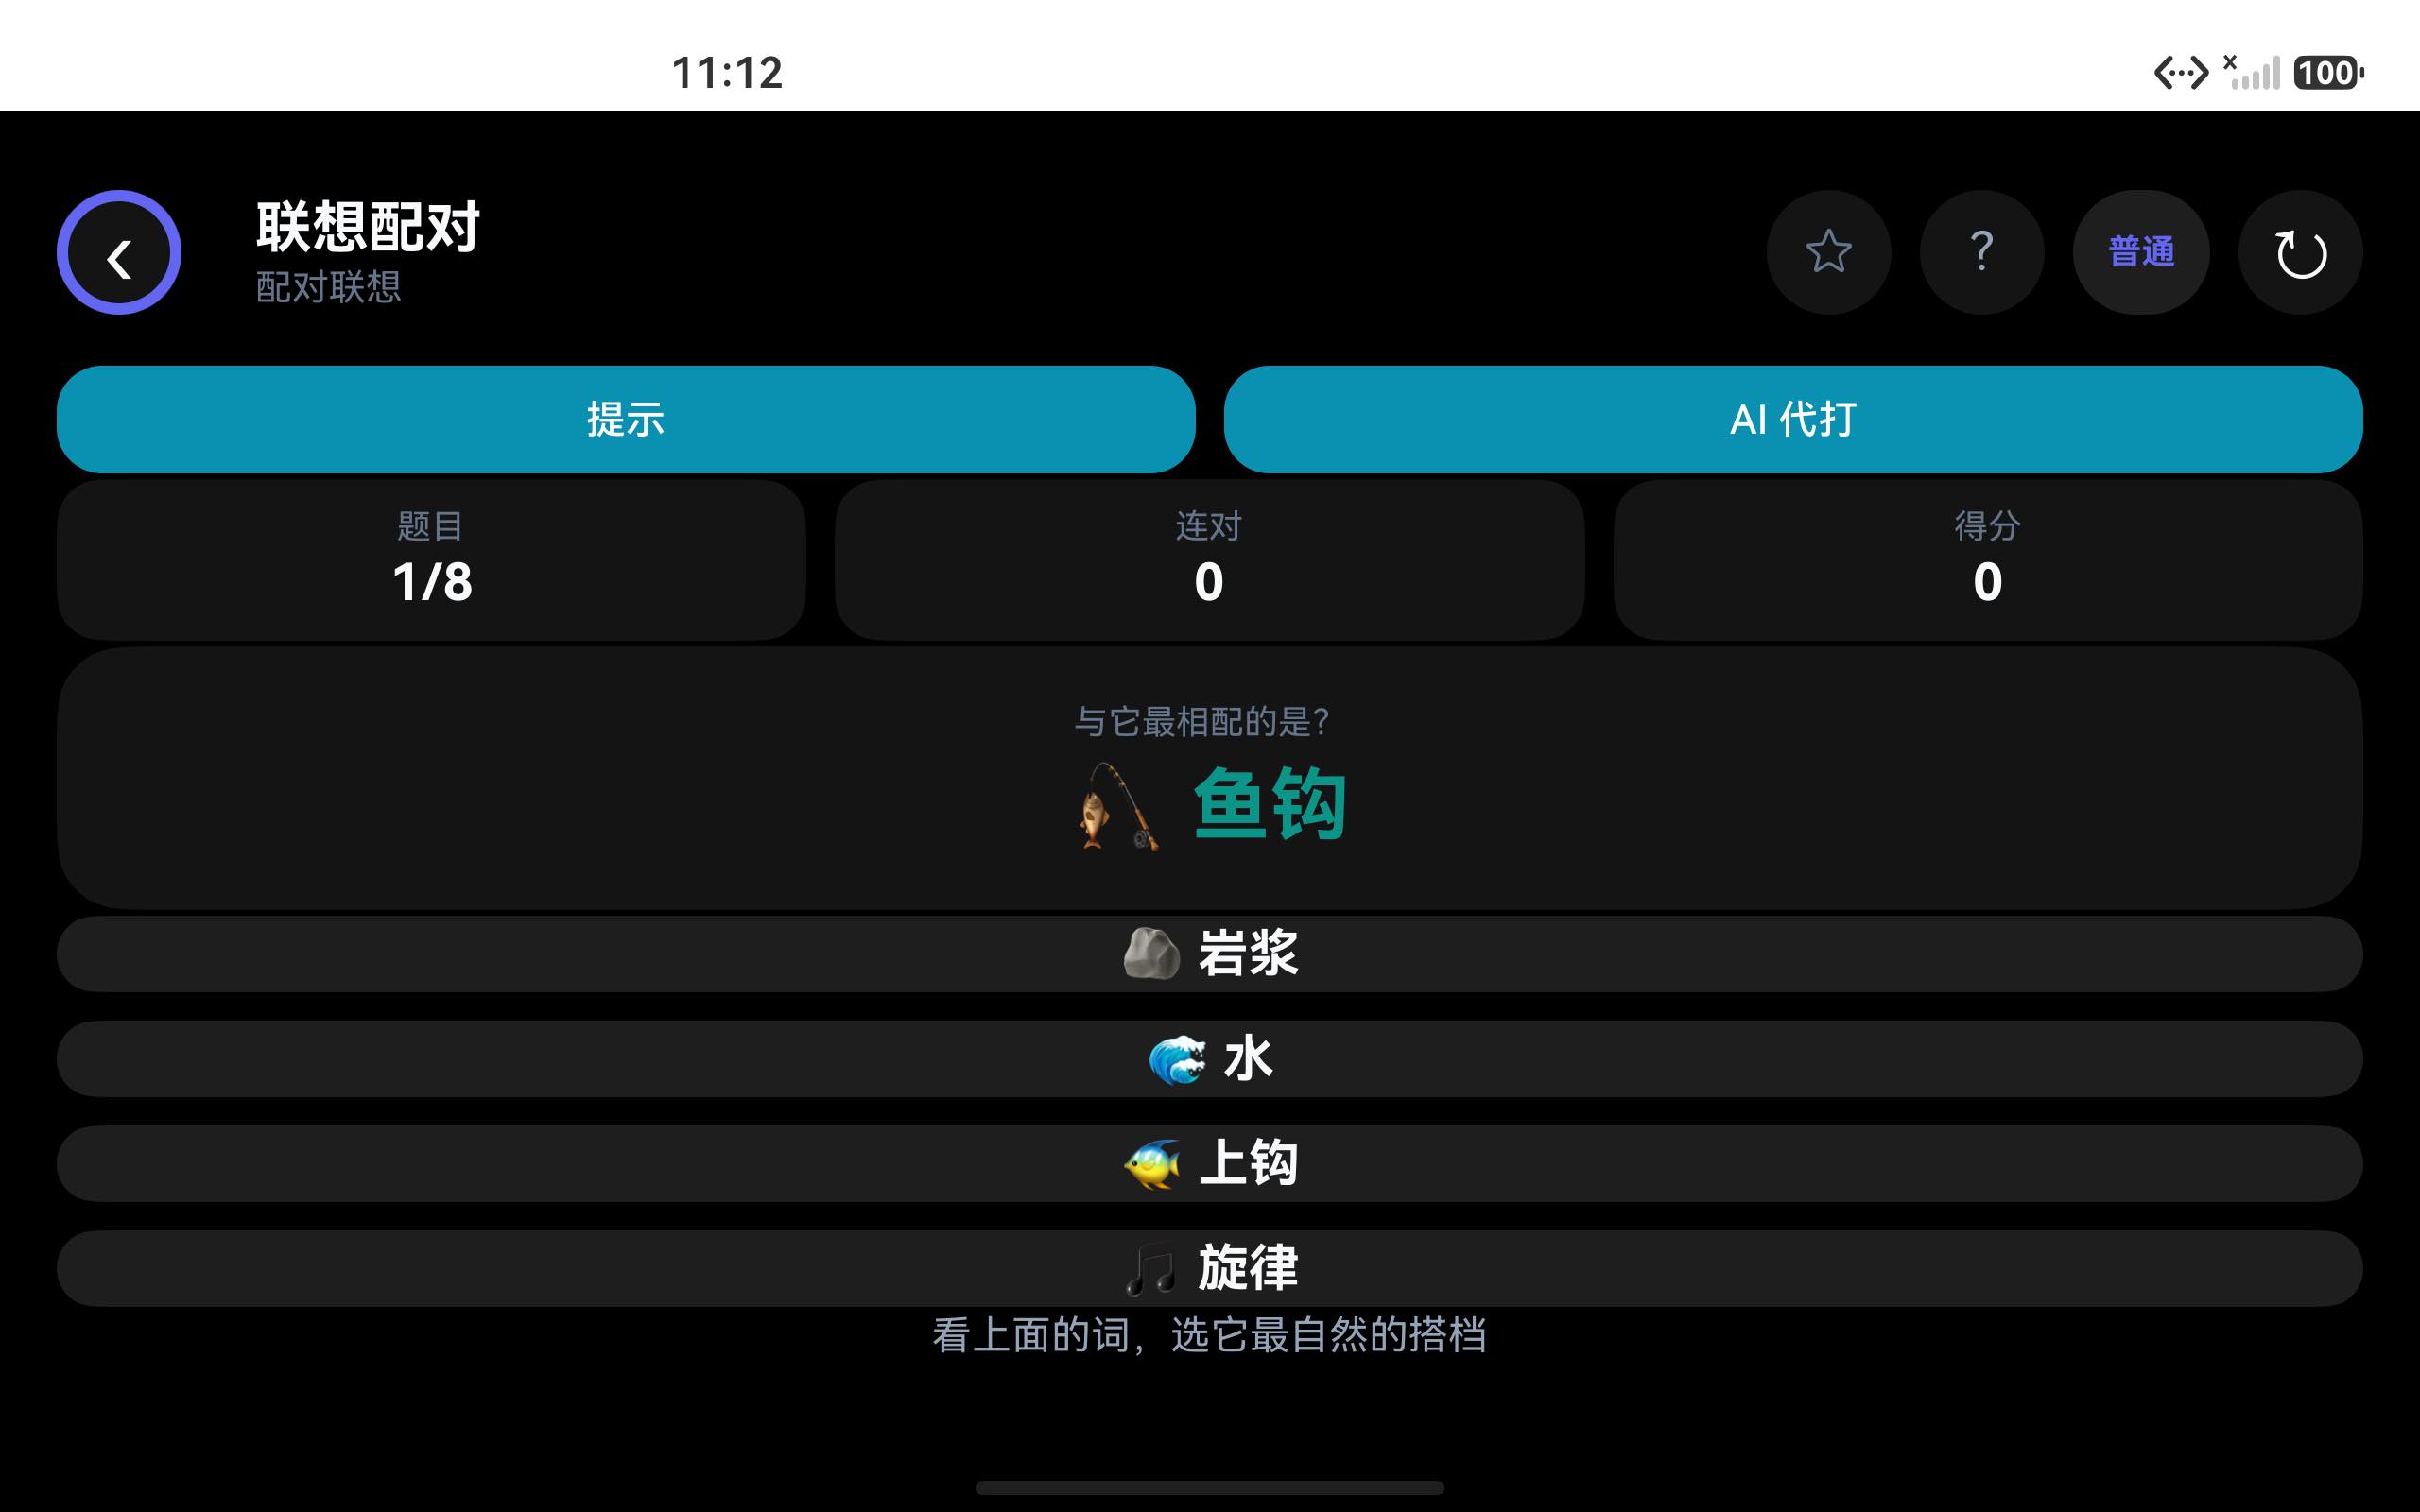 11:12
100
联想配对
配对联想
?
普通
提示
AI 代打
题目
1/8
连对
0
得分
0
与它最相配的是?
鱼钩
岩浆
水
上钩
旋律
看上面的词，选它最自然的搭档